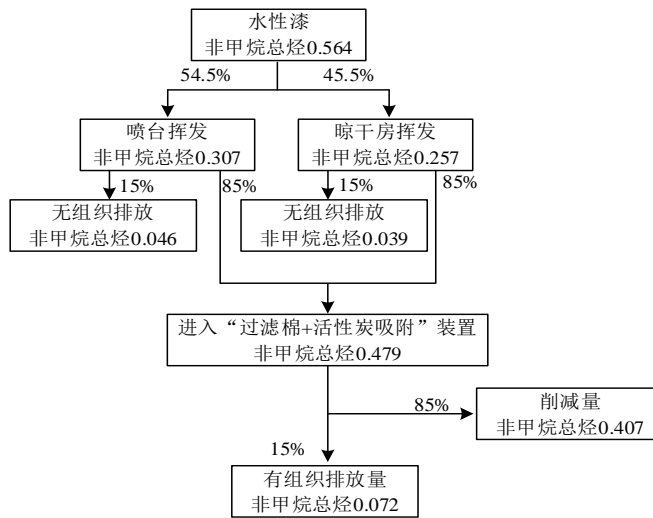 水性漆
非甲烷总烃0.564
54.5%
45.5%
喷台挥发
非甲烷总烃0.307
晾干房挥发
非甲烷总烃0.257
15%
85%
15%
85%
无组织排放
非甲烷总烃0.046
无组织排放
非甲烷总烃0.039
进入“过滤棉+活性炭吸附”装置
非甲烷总烃0.479
85%
削减量
非甲烷总烃0.407
15%
有组织排放量
非甲烷总烃0.072